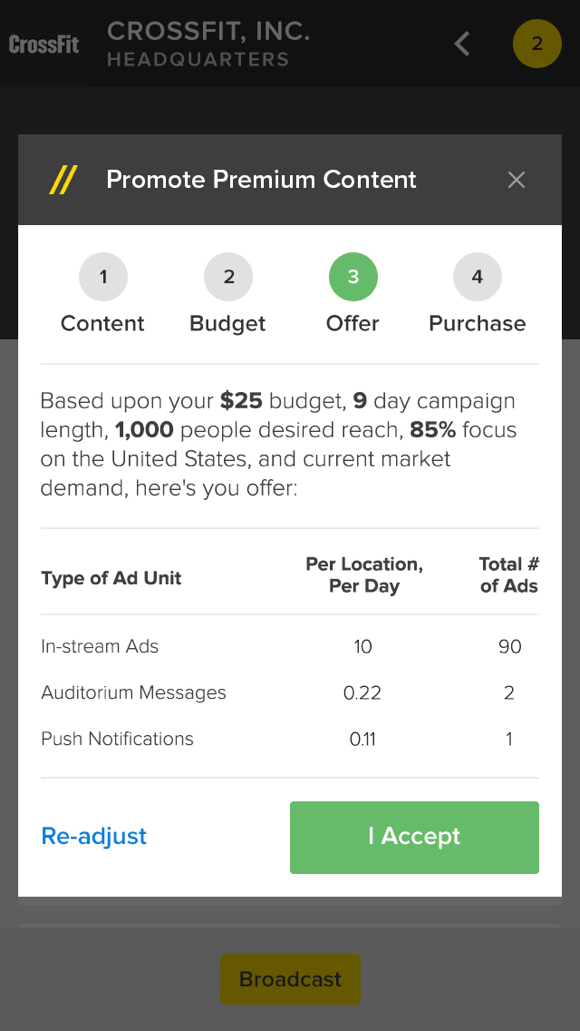 CrossFit
CROSSFIT, INC.
HEADQUARTERS
2
Promote Premium Content
1
2
3
4
Content
Budget
Offer
Purchase
Based upon your $25 budget, 9 day campaign
length, 1,000 people desired reach, 85% focus
on the United States, and current market
demand, here's you offer:
Type of Ad Unit
Per Location,
Per Day
Total #
of Ads
In-stream Ads 10 90
Auditorium Messages 0.22 2
Push Notifications 0.11 1
Re-adjust
I Accept
Broadcast